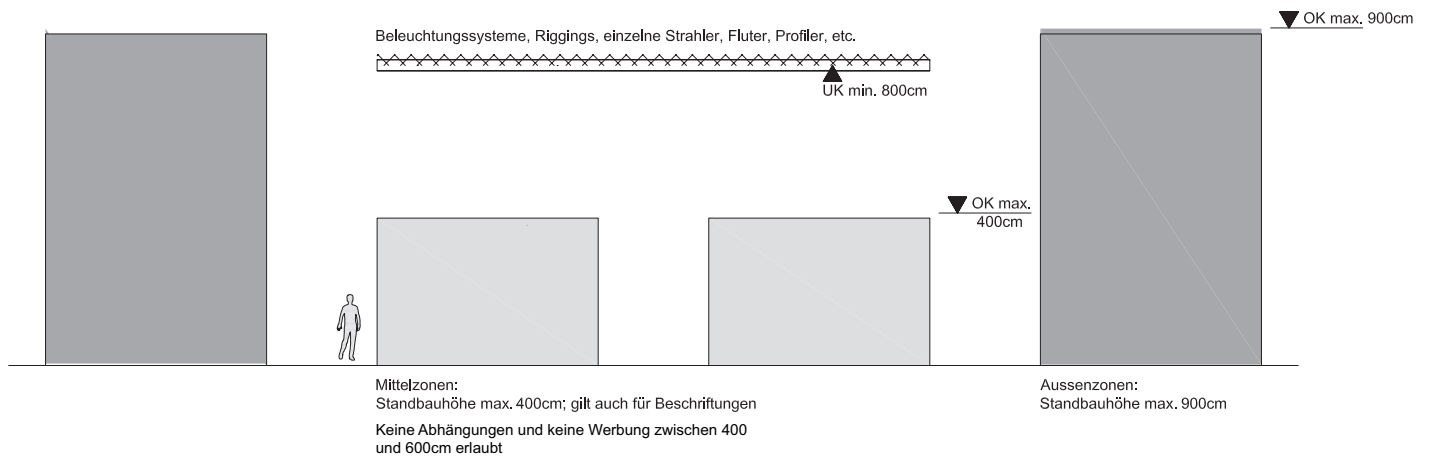 OK max. 900cm
Beleuchtungssysteme, Riggings, einzelne Strahler, Fluter, Profiler, etc.
UK min. 800cm
OK max.
400cm
Mittelzonen:
Standbauhöhe max. 400cm; gilt auch für Beschriftungen
Keine Abhängungen und keine Werbung zwischen 400
und 600cm erlaubt
Aussenzonen:
Standbauhöhe max. 900cm